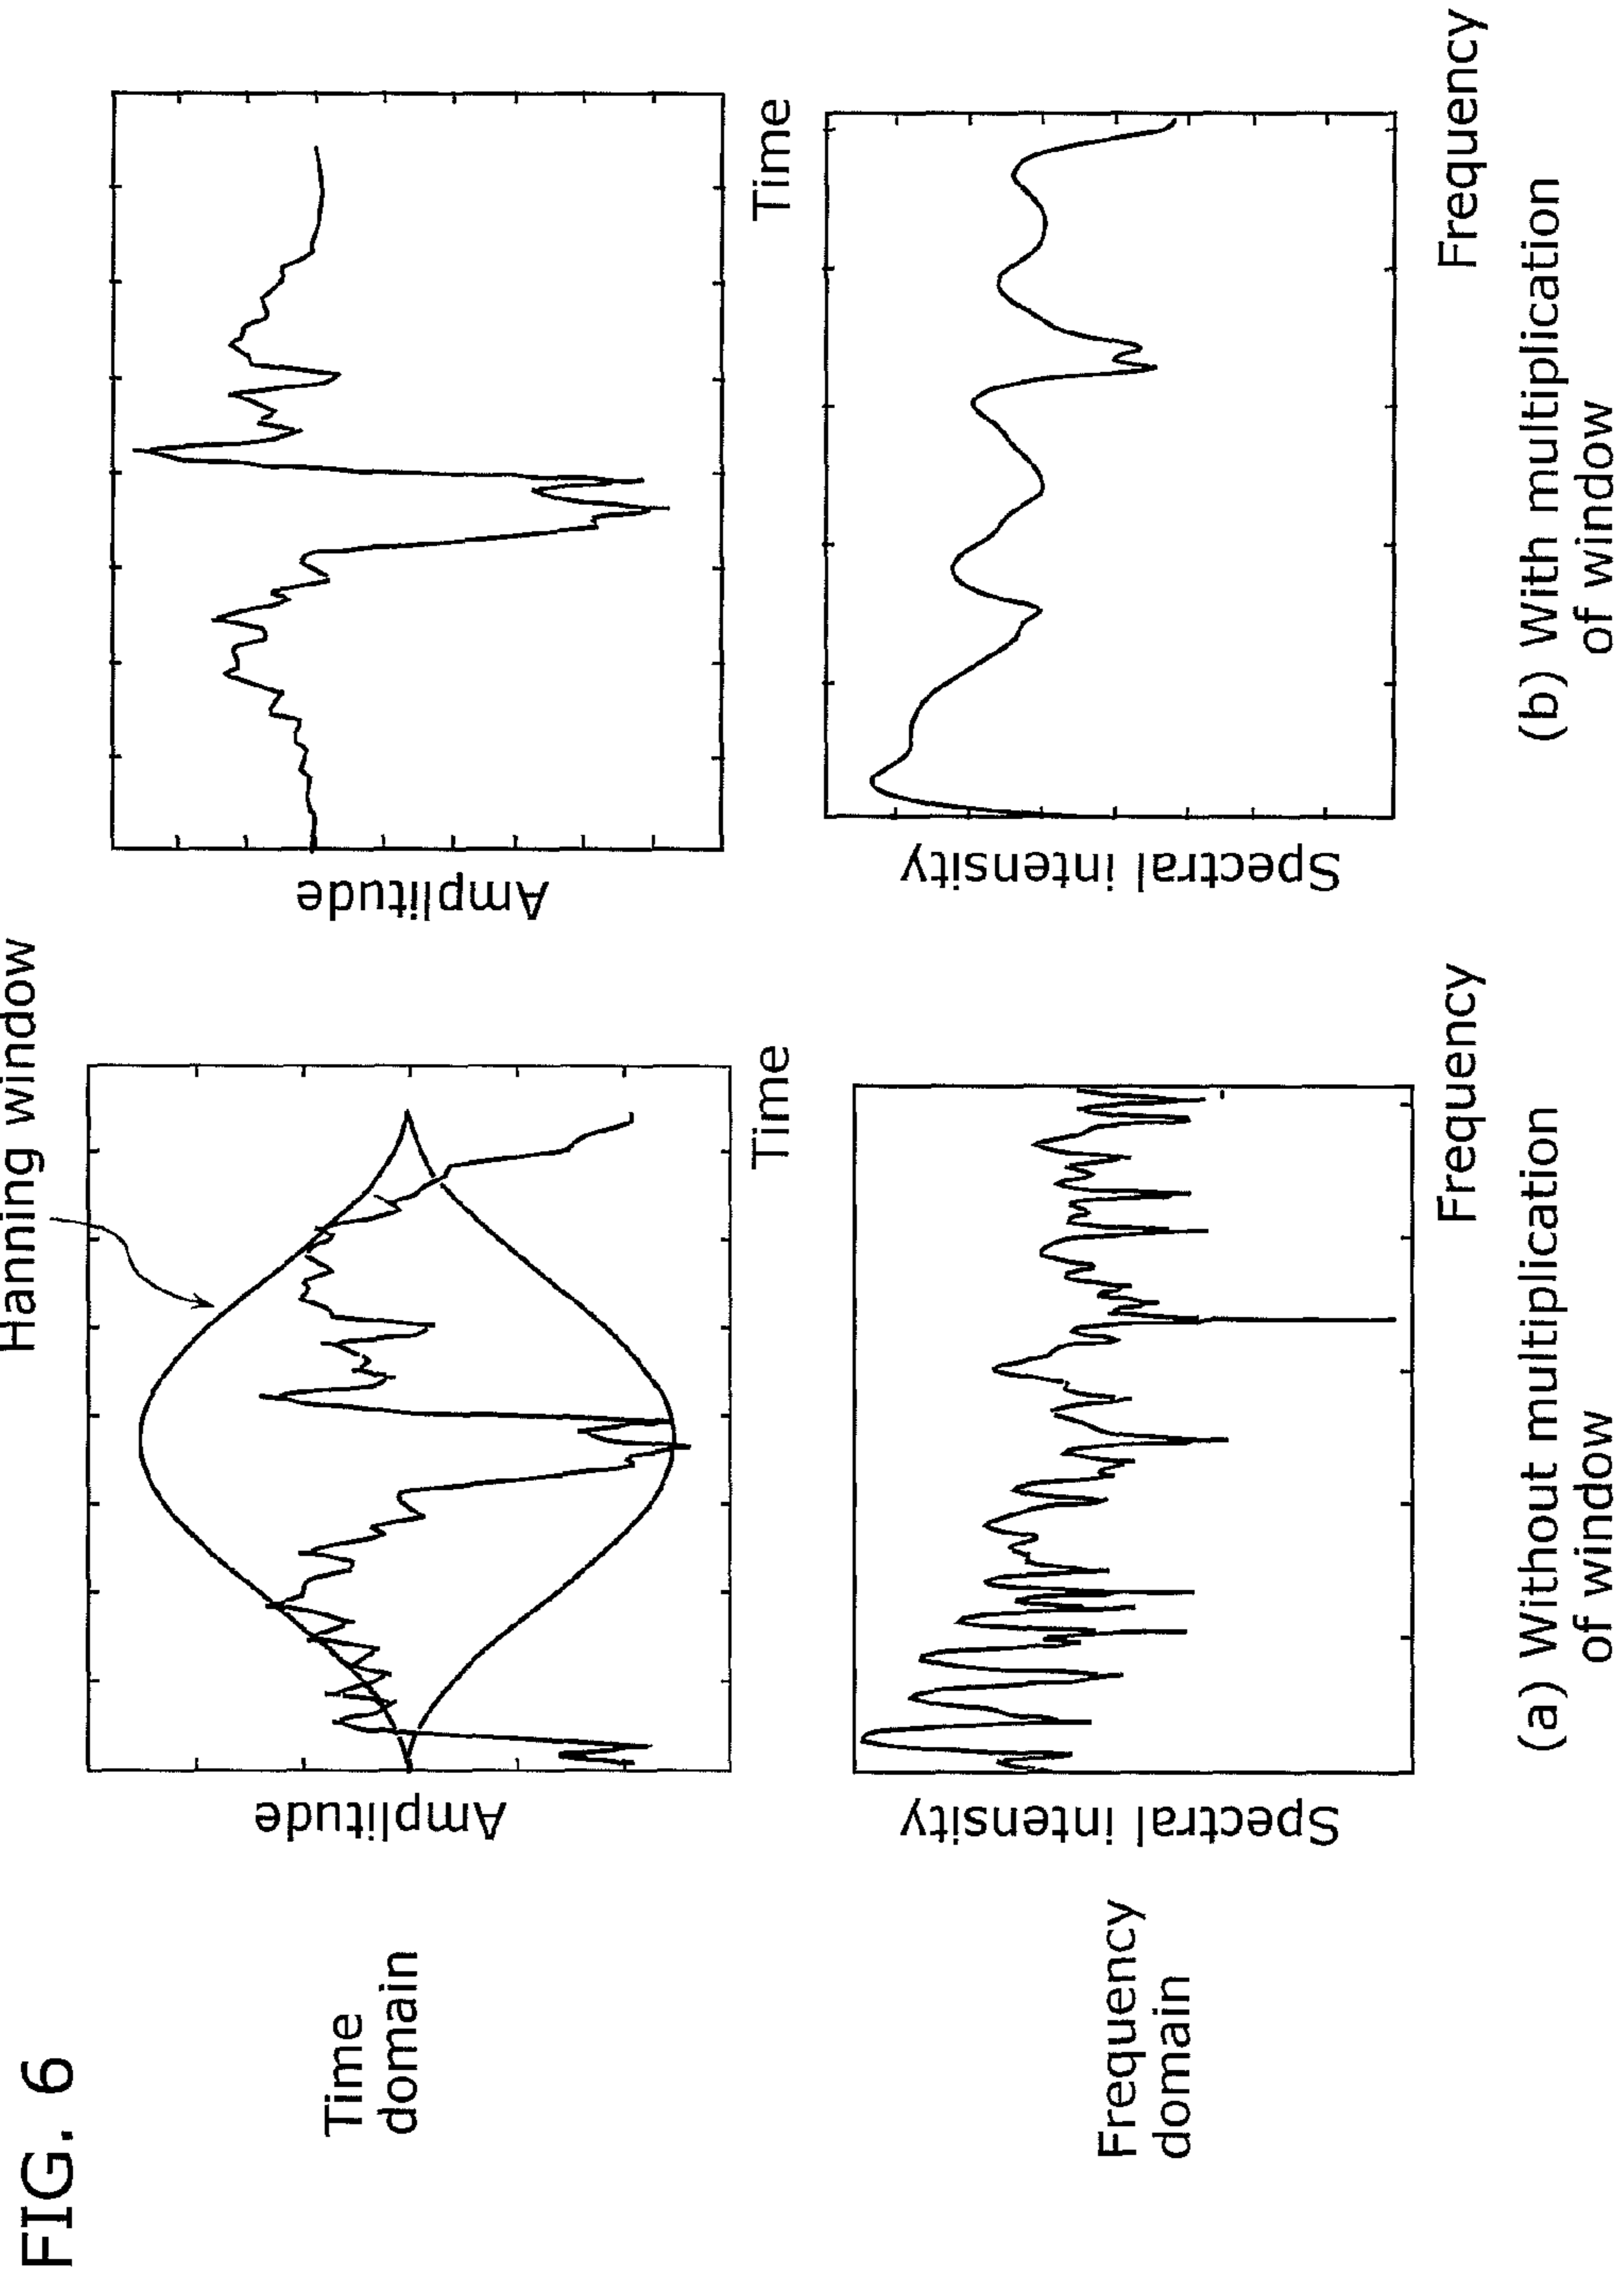 FIG. 6
Hanning window
Time
domain
Amplitude
Time
Amplitude
Time
Frequency
domain
Spectral intensity
Frequency
Spectral intensity
Frequency
(a) Without multiplication
of window
(b) With multiplication
of window